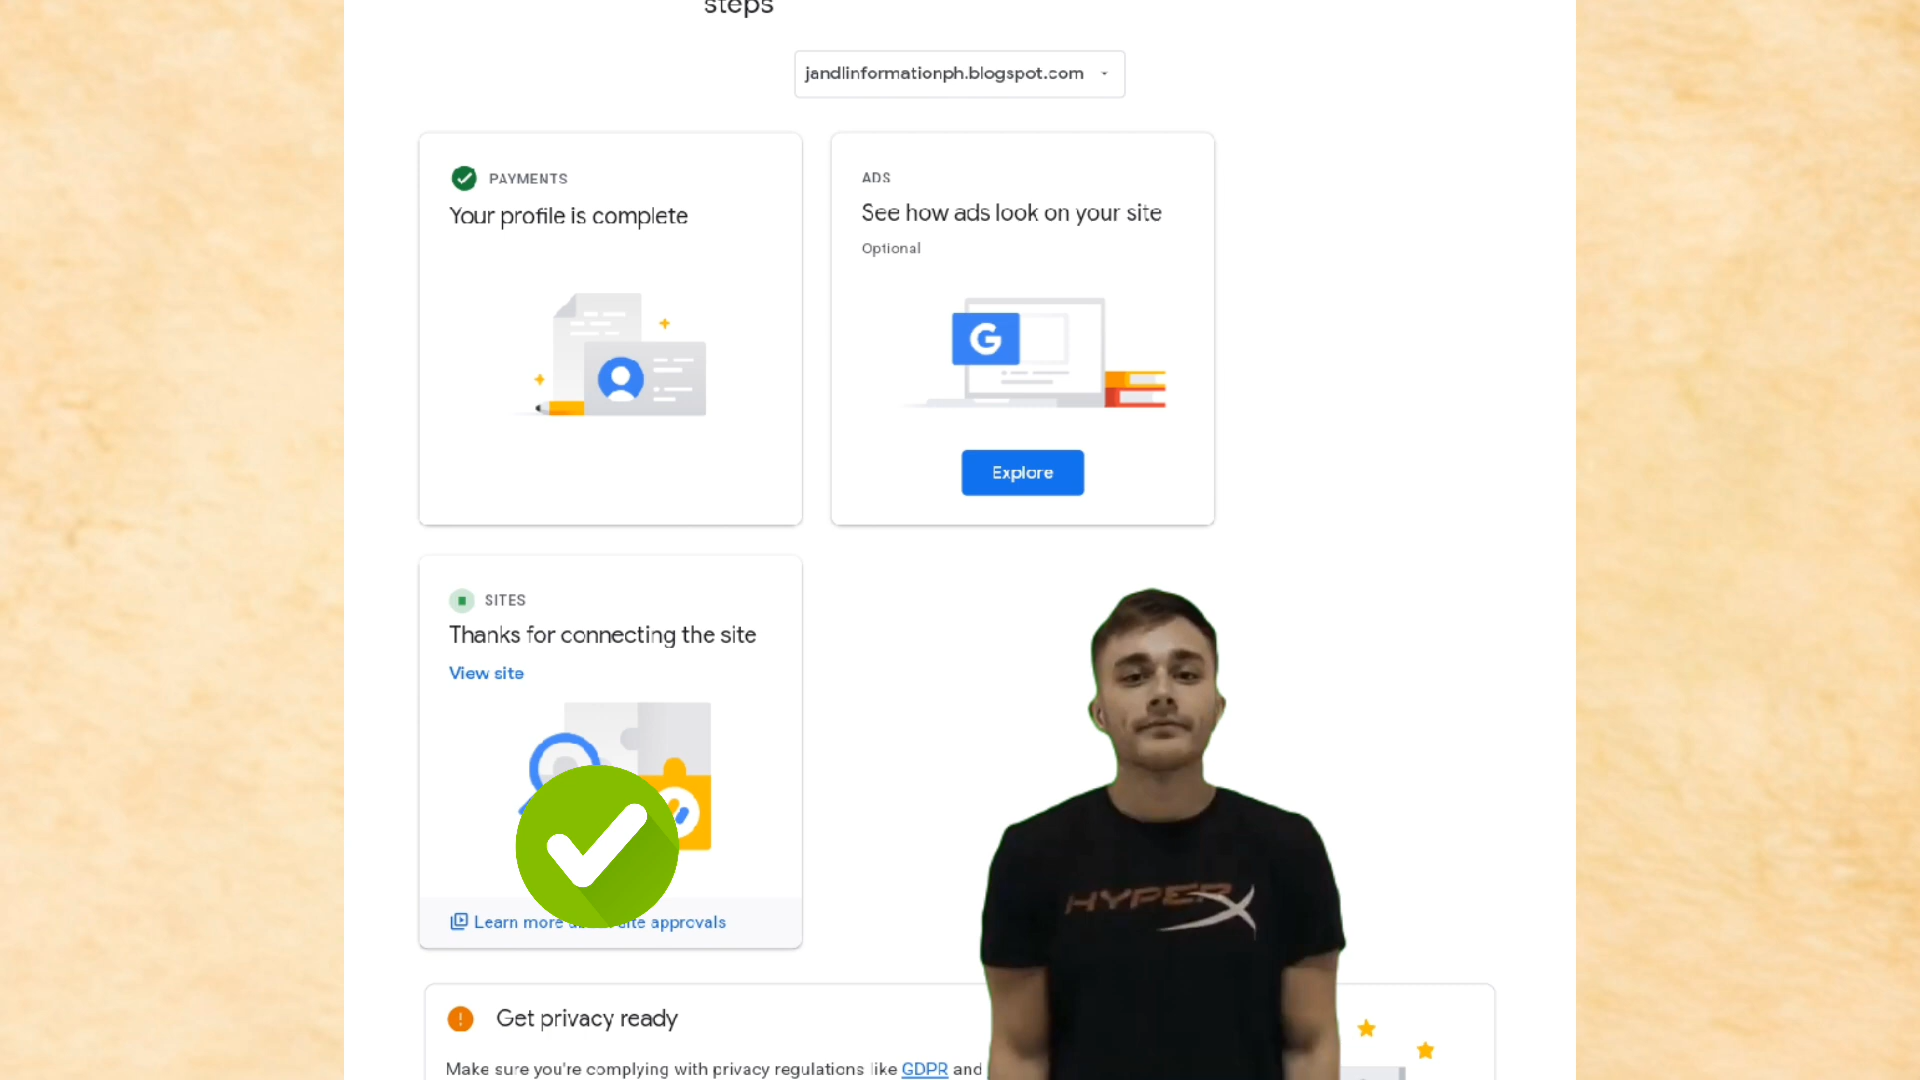 steps
jandlinformationph.blogspot.com
PAYMENTS
Your profile is complete
ADS
See how ads look on your site
Optional
G
Explore
SITES
Thanks for connecting the site
View site
Learn more site approvals
HYPERX
Get privacy ready
Make sure you're complying with privacy regulations like GDPR and